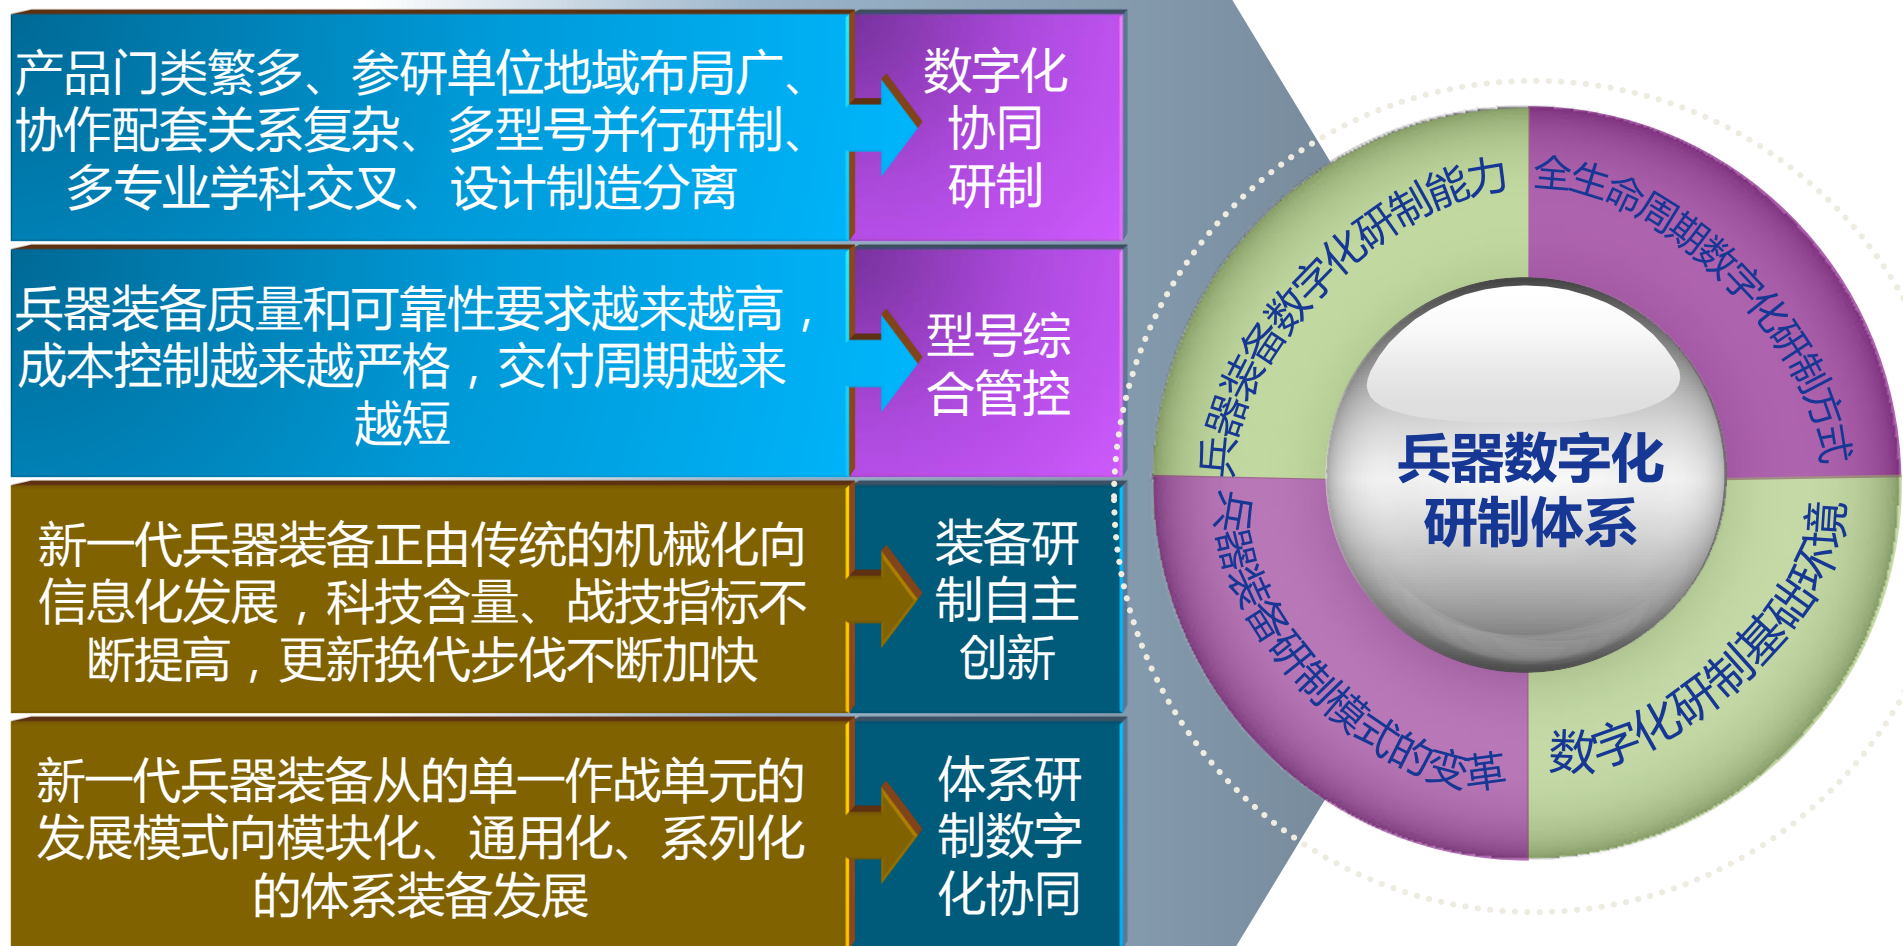 产品门类繁多、参研单位地域布局广、
协作配套关系复杂、多型号并行研制、
多专业学科交叉、设计制造分离
数字化
协同
研制
兵器装备质量和可靠性要求越来越高，
成本控制越来越严格，交付周期越来
越短
型号综
合管控
新一代兵器装备正由传统的机械化向
信息化发展，科技含量、战技指标不
断提高，更新换代步伐不断加快
装备研
制自主
创新
新一代兵器装备从的单一作战单元的
发展模式向模块化、通用化、系列化
的体系装备发展
体系研
制数字
化协同
兵器装备数字化研制能力
全生命周期数字化研制方式
兵器数字化
研制体系
兵器装备研制模式的变革
数字化研制基础环境